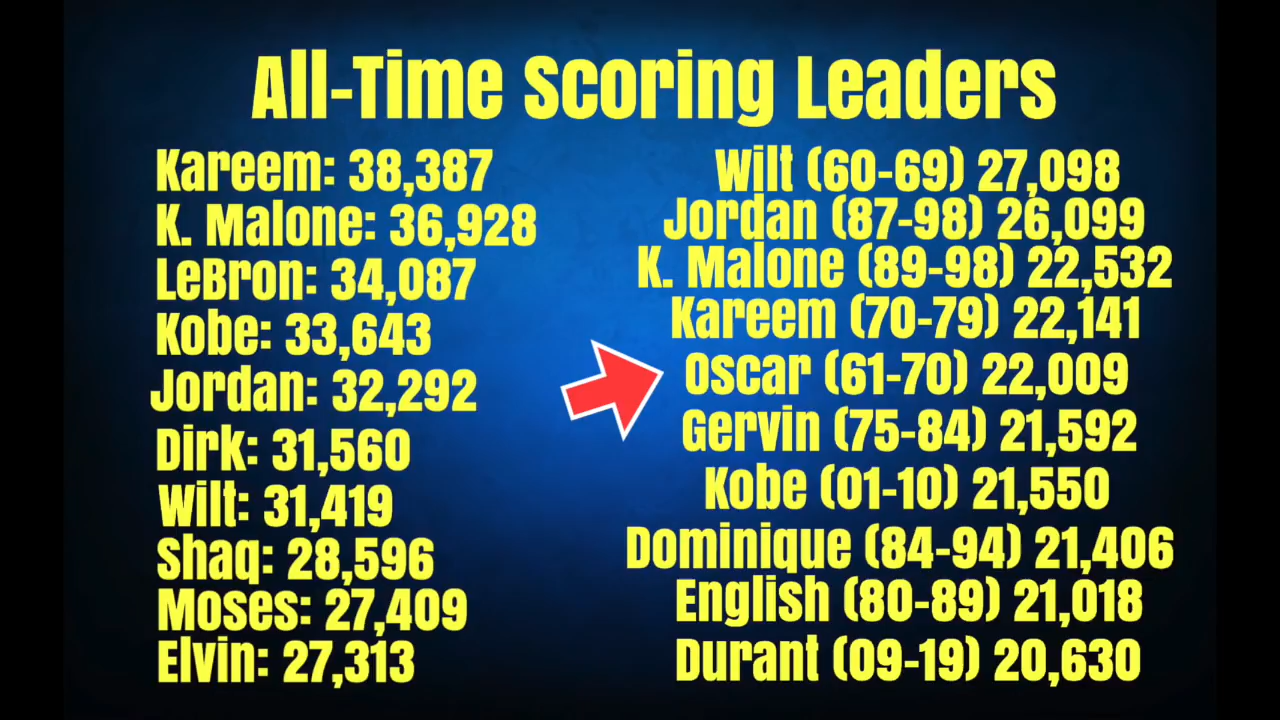 All-Time Scoring Leaders
Kareem: 38,387
K. Malone: 36,928
LeBron: 34,087
Kobe: 33,643
Jordan: 32,292
Dirk: 31,560
Wilt: 31,419
Shaq: 28,596
Moses: 27,409
Elvin: 27,313
Wilt (60-69) 27,098
Jordan (87-98) 26,099
K. Malone (89-98) 22,532
Kareem (70-79) 22,141
Oscar (61-70) 22,009
Gervin (75-84) 21,592
Kobe (01-10) 21,550
Dominique (84-94) 21,406
English (80-89) 21,018
Durant (09-19) 20,630